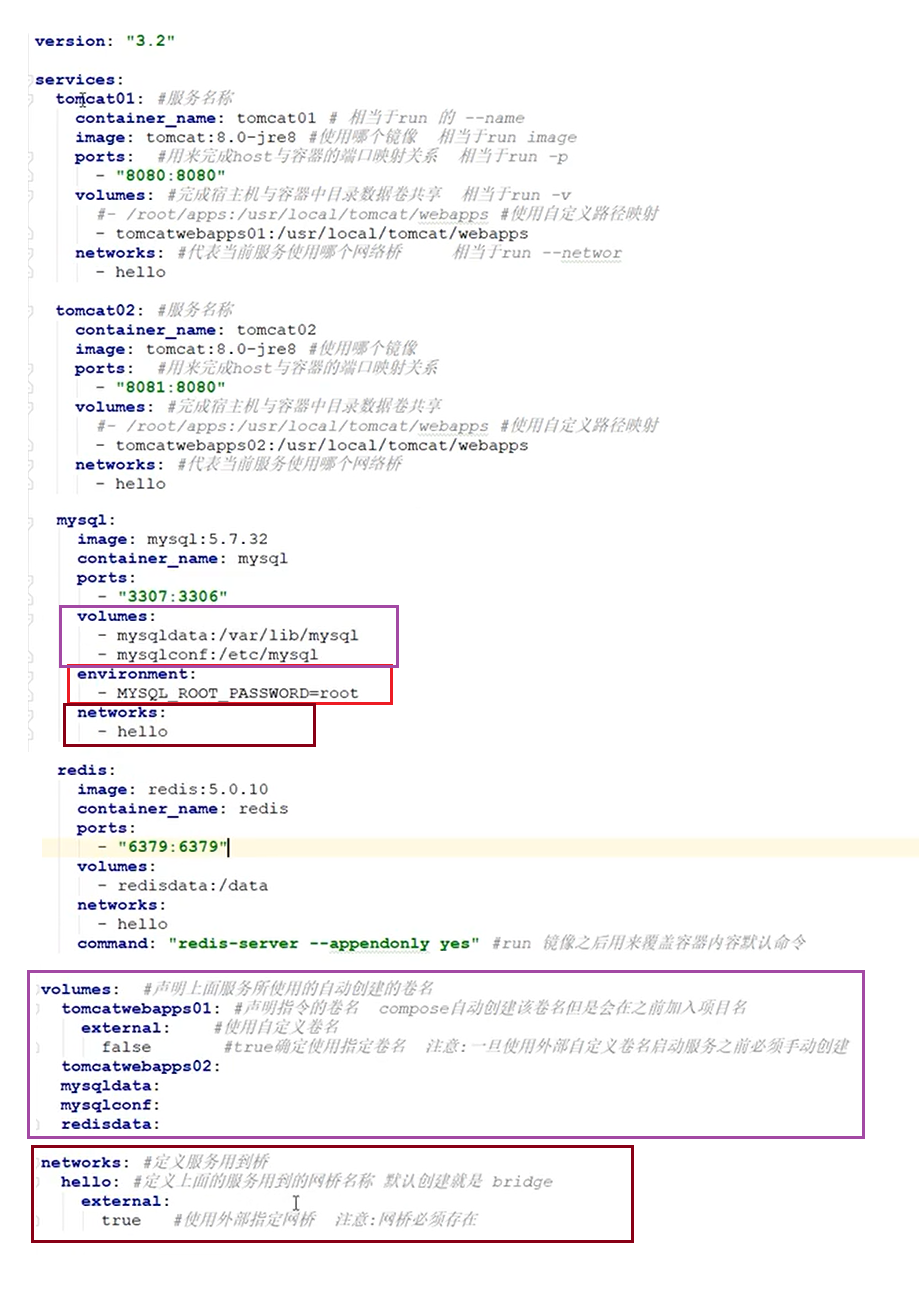 version: "3.2"
services:
  tomcat01: #服务名称
    container_name: tomcat01 # 相当于run 的 --name
    image: tomcat:8.0-jre8 #使用哪个镜像 相当于run image
    ports: #用来完成host与容器的端口映射关系 相当于run -p
      - "8080:8080"
    volumes: #完成宿主机与容器中目录数据卷共享 相当于run -v
      #- /root/apps:/usr/local/tomcat/webapps #使用自定义路径映射
      - tomcatwebapps01:/usr/local/tomcat/webapps
    networks: #代表当前服务使用哪个网络桥 相当于run --networ
      - hello
  tomcat02: #服务名称
    container_name: tomcat02
    image: tomcat:8.0-jre8 #使用哪个镜像
    ports: #用来完成host与容器的端口映射关系
      - "8081:8080"
    volumes: #完成宿主机与容器中目录数据卷共享
      #- /root/apps:/usr/local/tomcat/webapps #使用自定义路径映射
      - tomcatwebapps02:/usr/local/tomcat/webapps
    networks: #代表当前服务使用哪个网络桥
      - hello
  mysql:
    image: mysql:5.7.32
    container_name: mysql
    ports:
      - "3307:3306"
    volumes:
      - mysqldata:/var/lib/mysql
      - mysqlconf:/etc/mysql
    environment:
      - MYSQL_ROOT_PASSWORD=root
    networks:
      - hello
  redis:
    image: redis:5.0.10
    container_name: redis
    ports:
      - "6379:6379"
    volumes:
      - redisdata:/data
    networks:
      - hello
    command: "redis-server --appendonly yes" #run 镜像之后用来覆盖容器内容默认命令
volumes: #声明上面服务所使用的自动创建的卷名
  tomcatwebapps01: #声明指令的卷名 compose自动创建该卷名但是会在之前加入项目名
    external: #使用自定义卷名
      false #true确定使用指定卷名 注意:一旦使用外部自定义卷名启动服务之前必须手动创建
  tomcatwebapps02:
  mysqldata:
  mysqlconf:
  redisdata:
networks: #定义服务用到桥
  hello: #定义上面的服务用到的网桥名称 默认创建就是 bridge
    external:
      true #使用外部指定网桥 注意:网桥必须存在